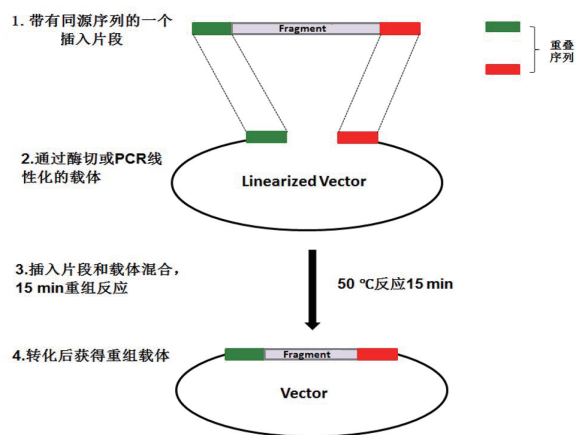 1. 带有同源序列的一个
插入片段
Fragment
重叠
序列
2.通过酶切或PCR线
性化的载体
Linearized Vector
3.插入片段和载体混合，
15 min重组反应
50 ℃反应15 min
4.转化后获得重组载体
Fragment
Vector